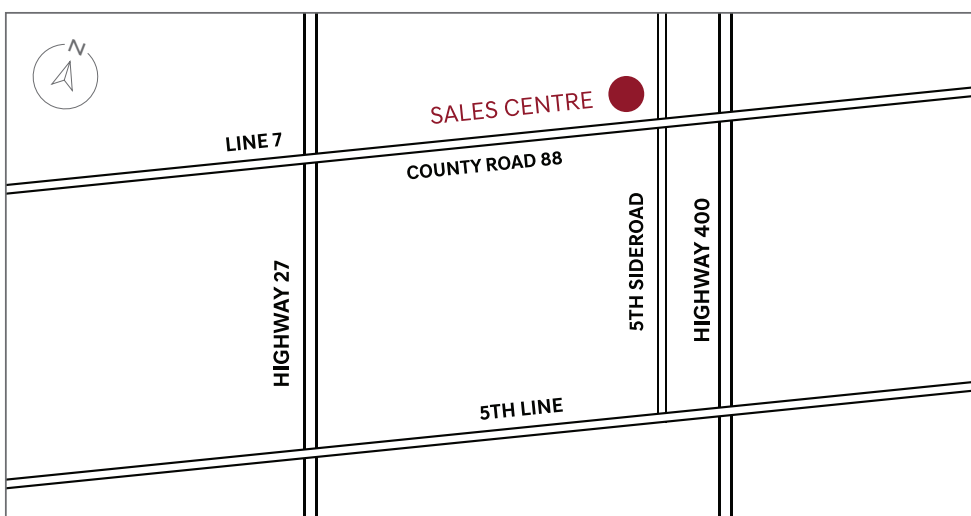 N
SALES CENTRE
LINE 7
COUNTY ROAD 88
5TH SIDEROAD
HIGHWAY 400
HIGHWAY 27
5TH LINE